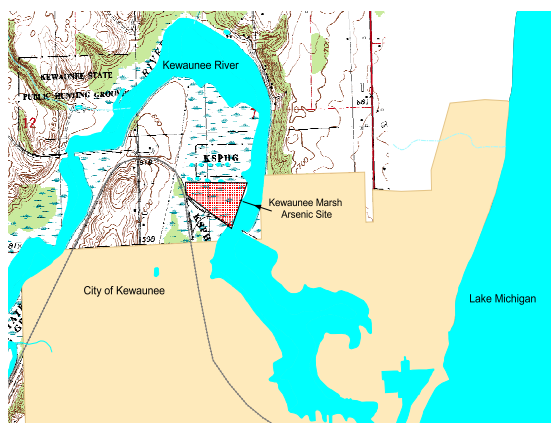 Kewaunee River
RIVER
KEWAUNEE STATE
PUBLIC HUNTING GROUND
2
KSPHG
Kewaunee Marsh
Arsenic Site
City of Kewaunee
Lake Michigan